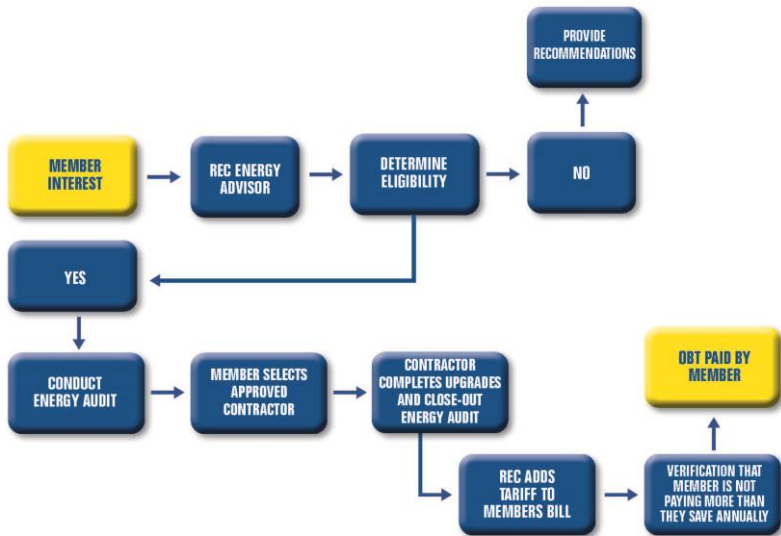 PROVIDE
RECOMMENDATIONS
MEMBER
INTEREST
REC ENERGY
ADVISOR
DETERMINE
ELIGIBILITY
NO
YES
CONDUCT
ENERGY AUDIT
MEMBER SELECTS
APPROVED
CONTRACTOR
CONTRACTOR
COMPLETES UPGRADES
AND CLOSE-OUT
ENERGY AUDIT
OBT PAID BY
MEMBER
REC ADDS
TARIFF TO
MEMBERS BILL
VERIFICATION THAT
MEMBER IS NOT
PAYING MORE THAN
THEY SAVE ANNUALLY